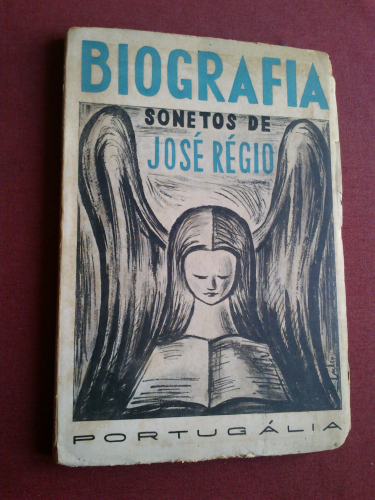 BIOGRAFIA
SONETOS DE
JOSÉ RÉGIO
PORTUGÁLIA